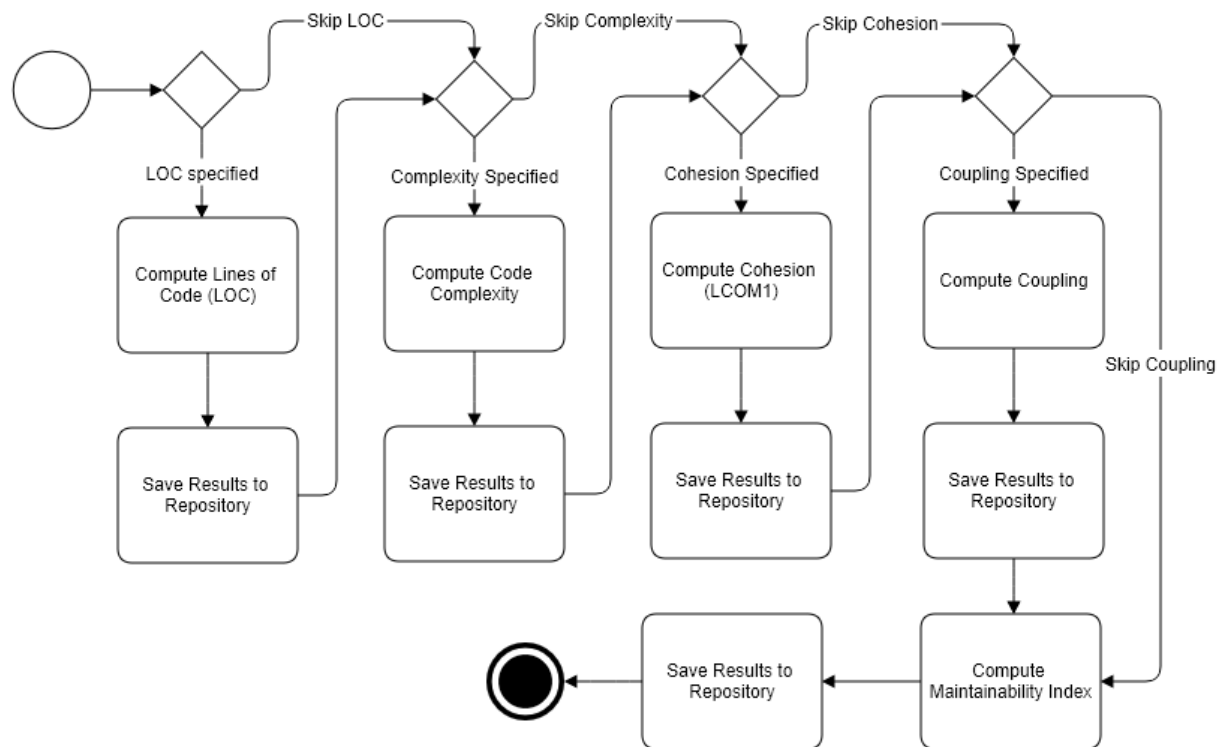 Skip LOC
Skip Complexity
Skip Cohesion
LOC specified
Complexity Specified
Cohesion Specified
Coupling Specified
Compute Lines of
Code (LOC)
Compute Code
Complexity
Compute Cohesion
(LCOM1)
Compute Coupling
Skip Coupling
Save Results to
Repository
Save Results to
Repository
Save Results to
Repository
Save Results to
Repository
Save Results to
Repository
Compute
Maintainability Index